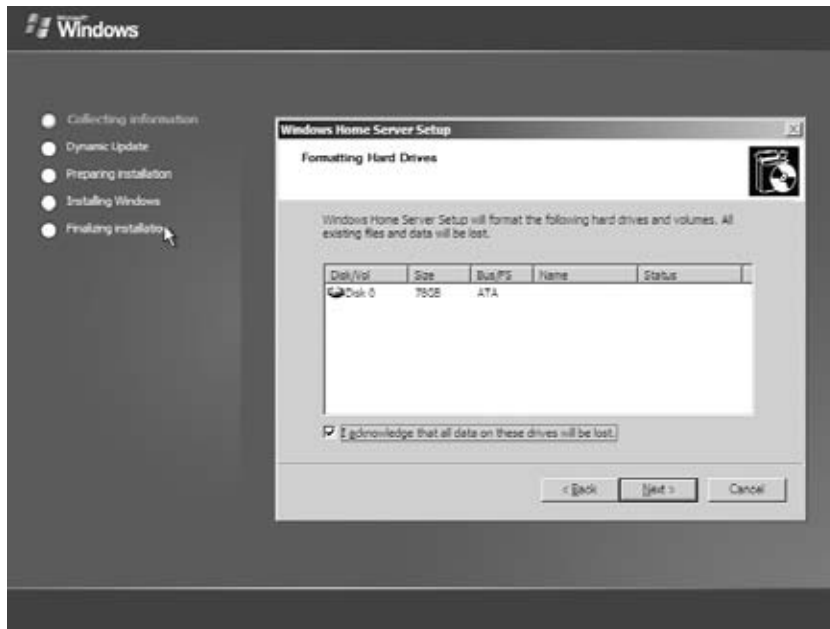 Microsoft
Windows
Collecting information
Dynamic Update
Preparing installation
Installing Windows
Finalizing installation
Windows Home Server Setup
Formatting Hard Drives
Windows Home Server Setup will format the following hard drives and volumes. All
existing files and data will be lost.
Disk/Vol Size Bus/FS Name Status
Disk 0 78GB ATA
I acknowledge that all data on these drives will be lost.
< Back Next > Cancel